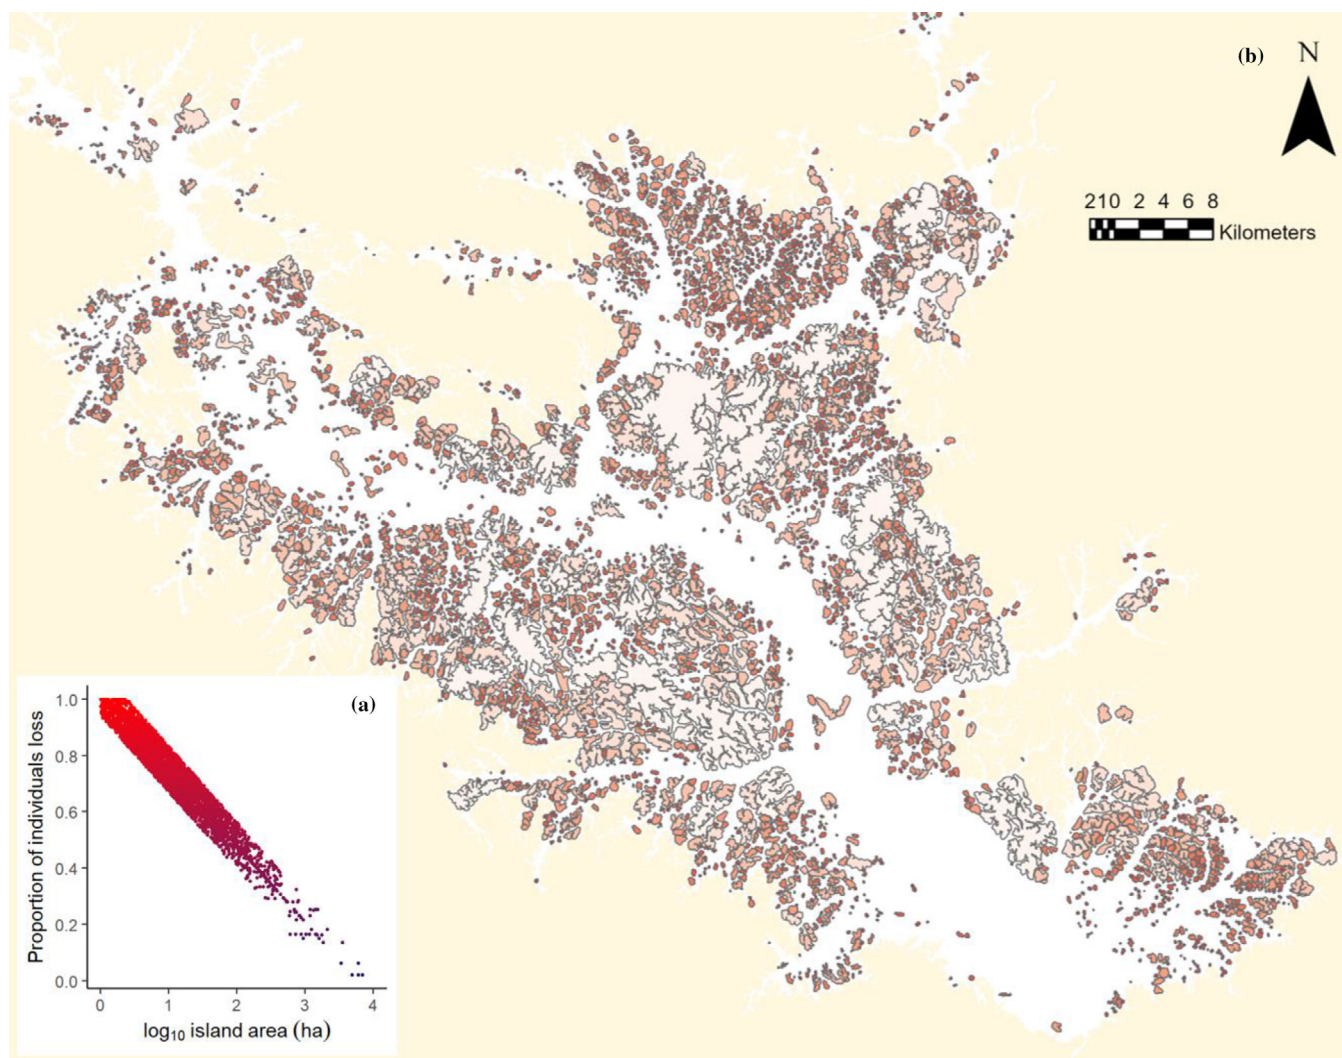 (b)
N
210 2 4 6 8
Kilometers
(a)
Proportion of individuals loss
1.0
0.8
0.6
0.4
0.2
0.0
0 1 2 3 4
log10 island area (ha)